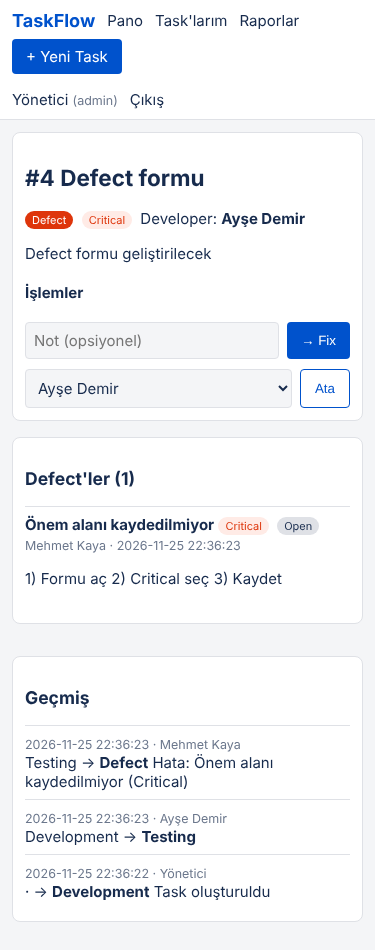 TaskFlow Pano Task'larım Raporlar
+ Yeni Task
Yönetici (admin) Çıkış
#4 Defect formu
Defect Critical Developer: Ayşe Demir
Defect formu geliştirilecek
İşlemler
Not (opsiyonel) → Fix
Ayşe Demir Ata
Defect'ler (1)
Önem alanı kaydedilmiyor Critical Open
Mehmet Kaya · 2026-11-25 22:36:23
1) Formu aç 2) Critical seç 3) Kaydet
Geçmiş
2026-11-25 22:36:23 · Mehmet Kaya
Testing → Defect Hata: Önem alanı
kaydedilmiyor (Critical)
2026-11-25 22:36:23 · Ayşe Demir
Development → Testing
2026-11-25 22:36:22 · Yönetici
· → Development Task oluşturuldu